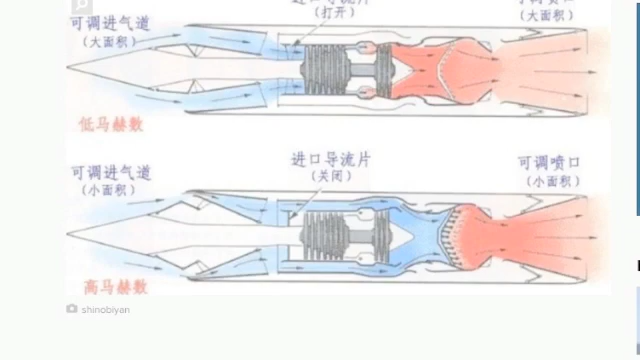 可调进气道
(打开)
(大面积)
(大面积)
低马赫数
进口导流片
可调进气道
可调喷口
(关闭)
(小面积)
(小面积)
高马赫数
shinobiyan